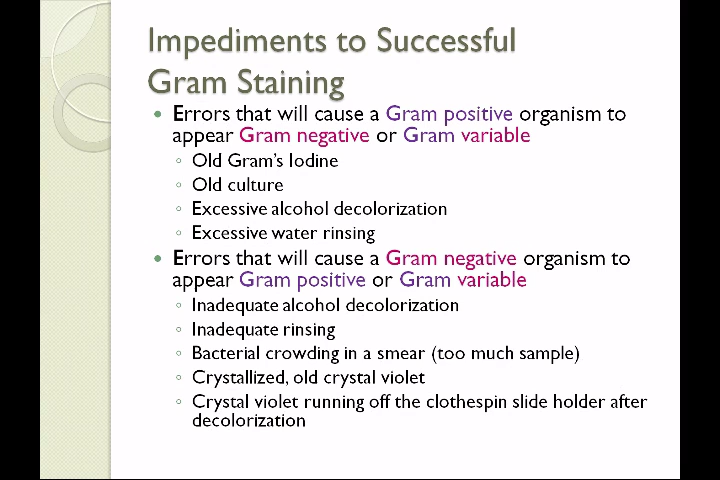 Impediments to Successful
Gram Staining
• Errors that will cause a Gram positive organism to
appear Gram negative or Gram variable
◦ Old Gram's Iodine
◦ Old culture
◦ Excessive alcohol decolorization
◦ Excessive water rinsing
• Errors that will cause a Gram negative organism to
appear Gram positive or Gram variable
◦ Inadequate alcohol decolorization
◦ Inadequate rinsing
◦ Bacterial crowding in a smear (too much sample)
◦ Crystallized, old crystal violet
◦ Crystal violet running off the clothespin slide holder after
decolorization